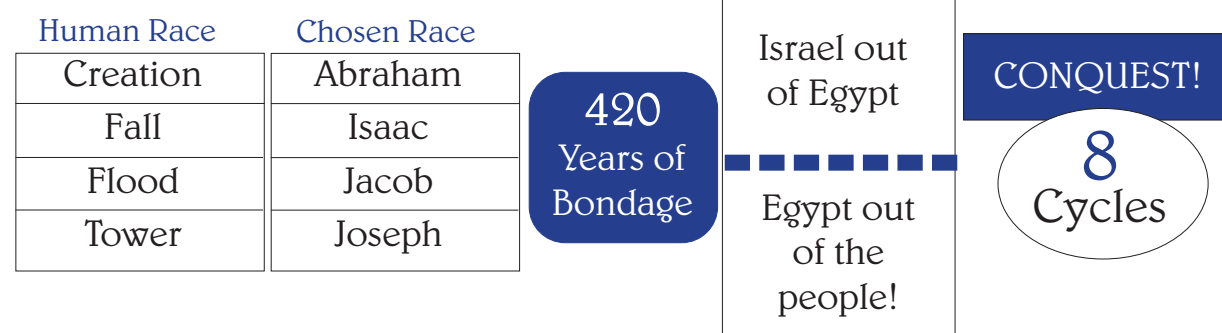 Human Race
Creation
Fall
Flood
Tower
Chosen Race
Abraham
Isaac
Jacob
Joseph
420
Years of
Bondage
Israel out
of Egypt
Egypt out
of the
people!
CONQUEST!
8
Cycles